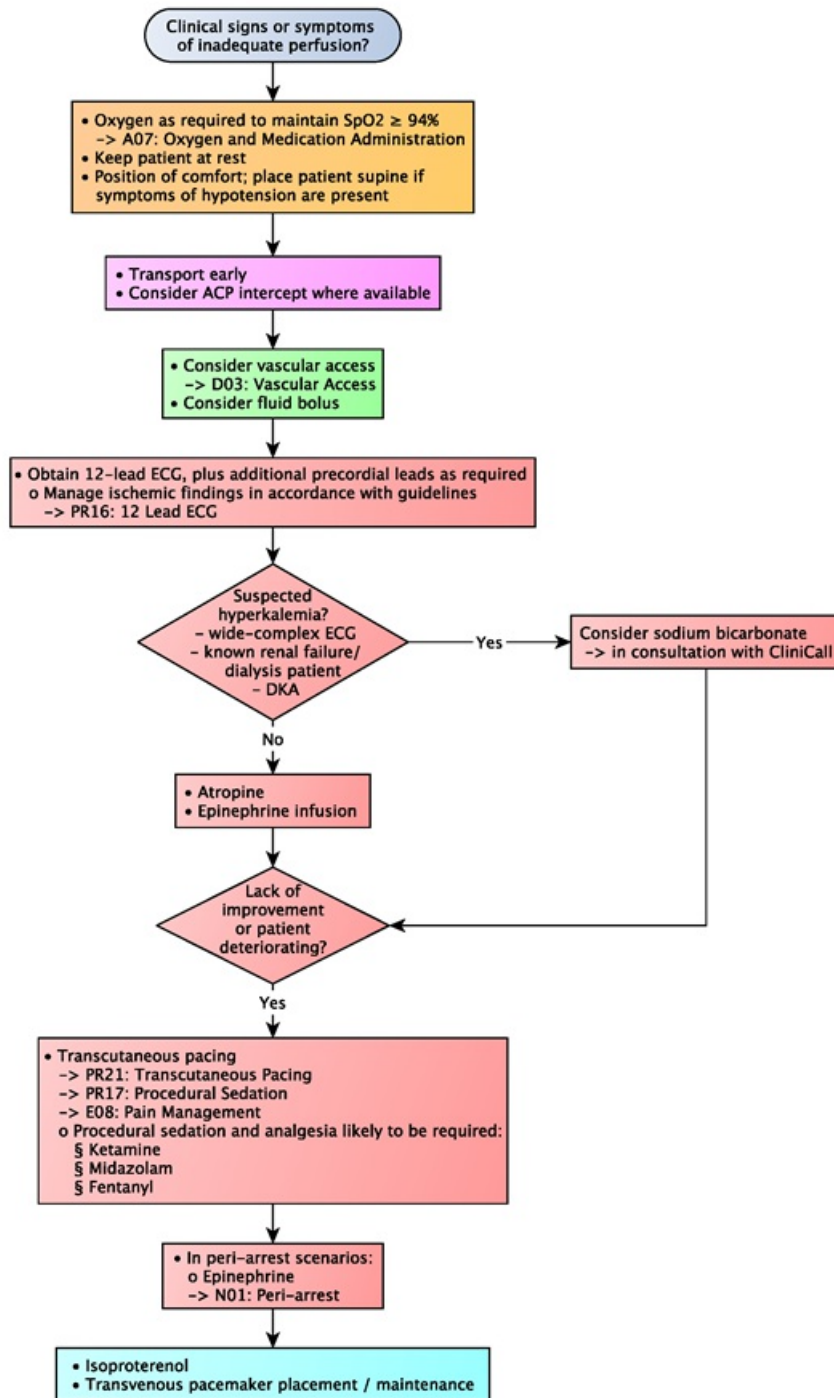 Clinical signs or symptoms
of inadequate perfusion?
• Oxygen as required to maintain SpO2 ≥ 94%
-> A07: Oxygen and Medication Administration
• Keep patient at rest
• Position of comfort; place patient supine if
symptoms of hypotension are present
• Transport early
• Consider ACP intercept where available
• Consider vascular access
-> D03: Vascular Access
• Consider fluid bolus
• Obtain 12-lead ECG, plus additional precordial leads as required
o Manage ischemic findings in accordance with guidelines
-> PR16: 12 Lead ECG
Suspected
hyperkalemia?
- wide-complex ECG
- known renal failure/
dialysis patient
- DKA
Yes
Consider sodium bicarbonate
-> in consultation with CliniCall
No
• Atropine
• Epinephrine infusion
Lack of
improvement
or patient
deteriorating?
Yes
• Transcutaneous pacing
-> PR21: Transcutaneous Pacing
-> PR17: Procedural Sedation
-> E08: Pain Management
o Procedural sedation and analgesia likely to be required:
§ Ketamine
§ Midazolam
§ Fentanyl
• In peri-arrest scenarios:
o Epinephrine
-> N01: Peri-arrest
• Isoproterenol
• Transvenous pacemaker placement / maintenance